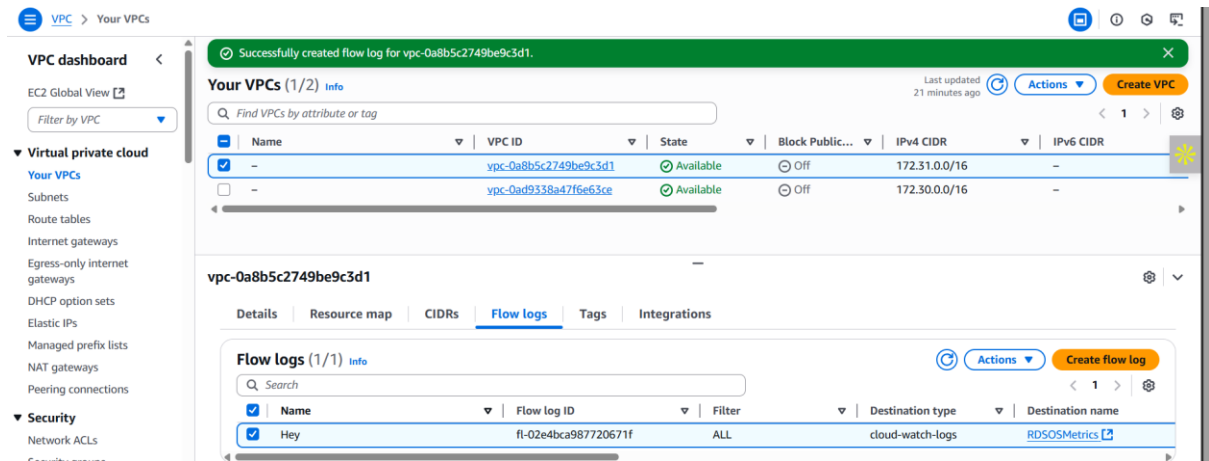 VPC > Your VPCs
VPC dashboard
EC2 Global View
Filter by VPC
Virtual private cloud
Your VPCs
Subnets
Route tables
Internet gateways
Egress-only internet
gateways
DHCP option sets
Elastic IPs
Managed prefix lists
NAT gateways
Peering connections
Security
Network ACLs
Successfully created flow log for vpc-0a8b5c2749be9c3d1.
Your VPCs (1/2) Info
Last updated
21 minutes ago
Actions
Create VPC
Find VPCs by attribute or tag
1
Name VPC ID State Block Public... IPv4 CIDR IPv6 CIDR
– vpc-0a8b5c2749be9c3d1 Available Off 172.31.0.0/16 –
– vpc-0ad9338a47f6e63ce Available Off 172.30.0.0/16 –
vpc-0a8b5c2749be9c3d1
Details Resource map CIDRs Flow logs Tags Integrations
Flow logs (1/1) Info
Actions
Create flow log
Search
1
Name Flow log ID Filter Destination type Destination name
Hey fl-02e4bca987720671f ALL cloud-watch-logs RDSOSMetrics